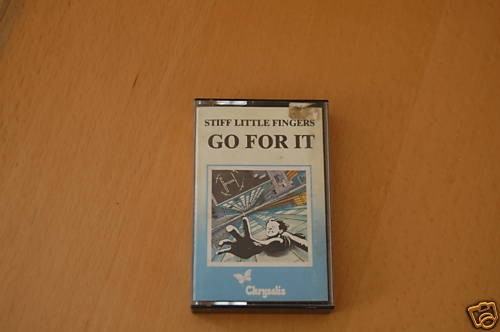 STIFF LITTLE FINGERS
GO FOR IT
Chrysalis